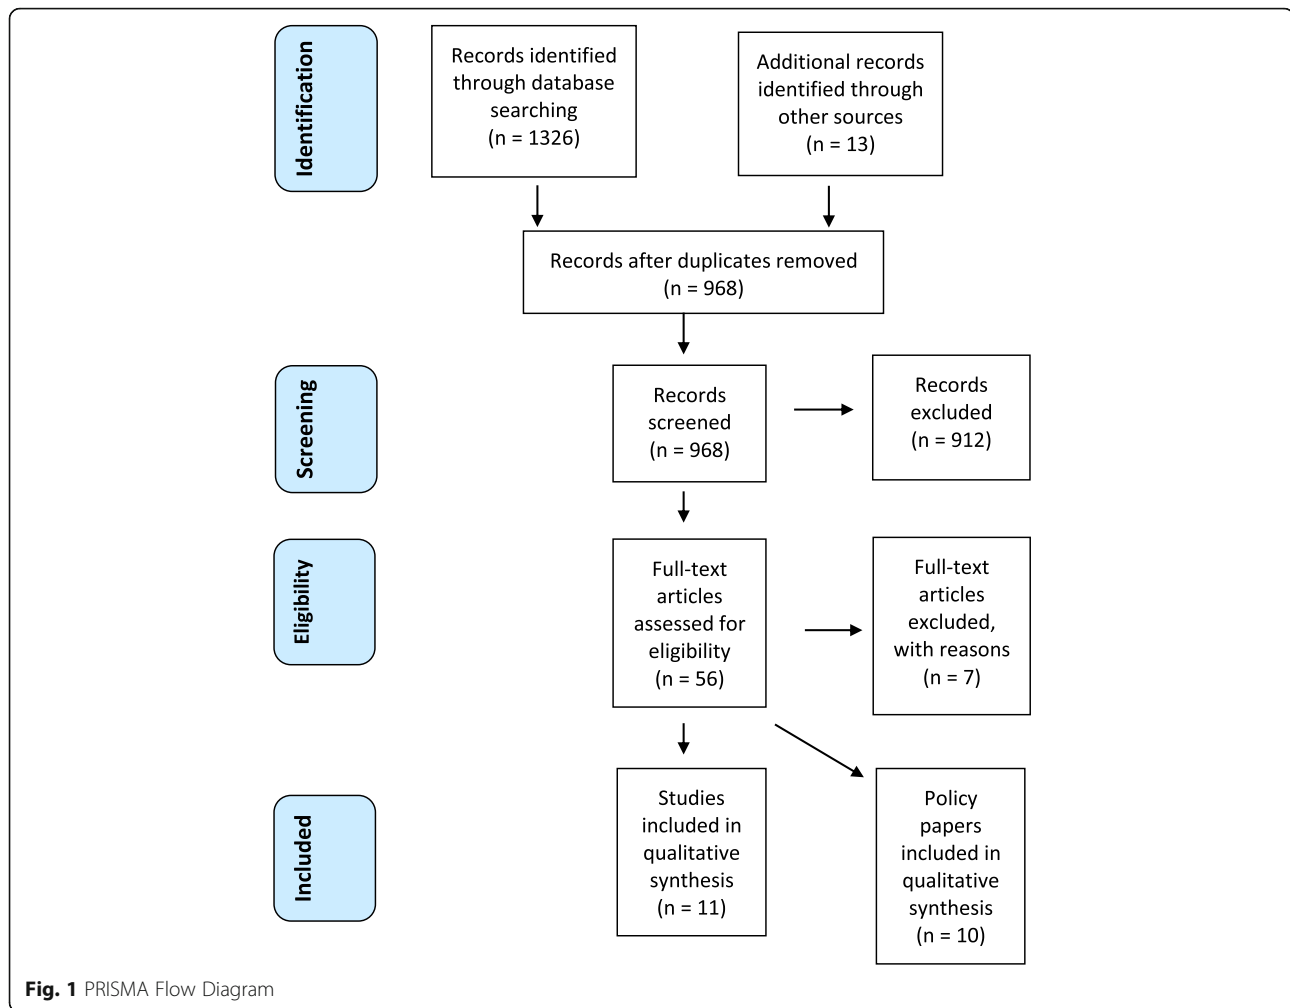 Identification
Records identified
through database
searching
(n = 1326)
Additional records
identified through
other sources
(n = 13)
Records after duplicates removed
(n = 968)
Screening
Records
screened
(n = 968)
Records
excluded
(n = 912)
Eligibility
Full-text
articles
assessed for
eligibility
(n = 56)
Full-text
articles
excluded,
with reasons
(n = 7)
Included
Studies
included in
qualitative
synthesis
(n = 11)
Policy
papers
included in
qualitative
synthesis
(n = 10)
Fig. 1 PRISMA Flow Diagram